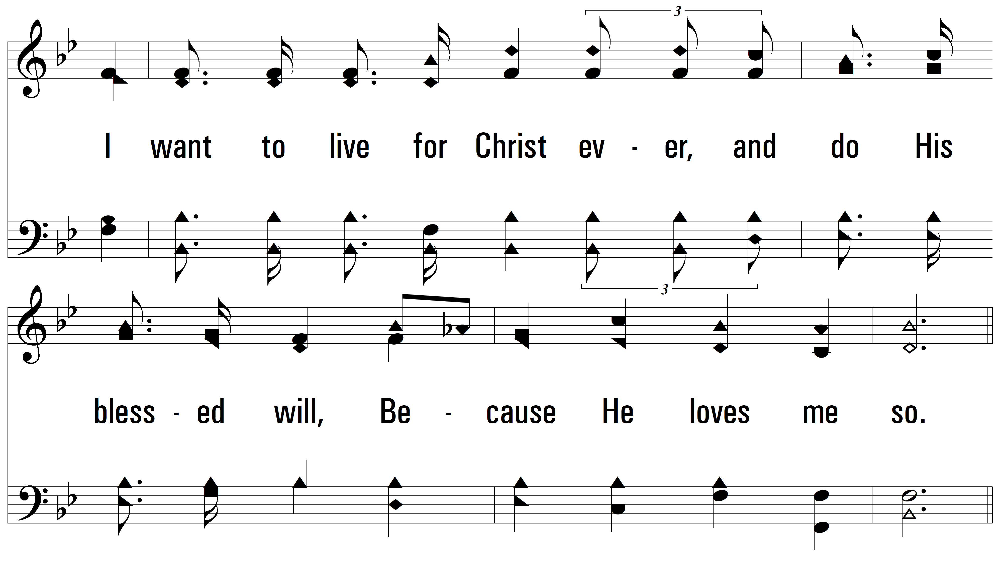 3
I want to live for Christ ev - er, and do His
3
bless - ed will, Be - cause He loves me so.